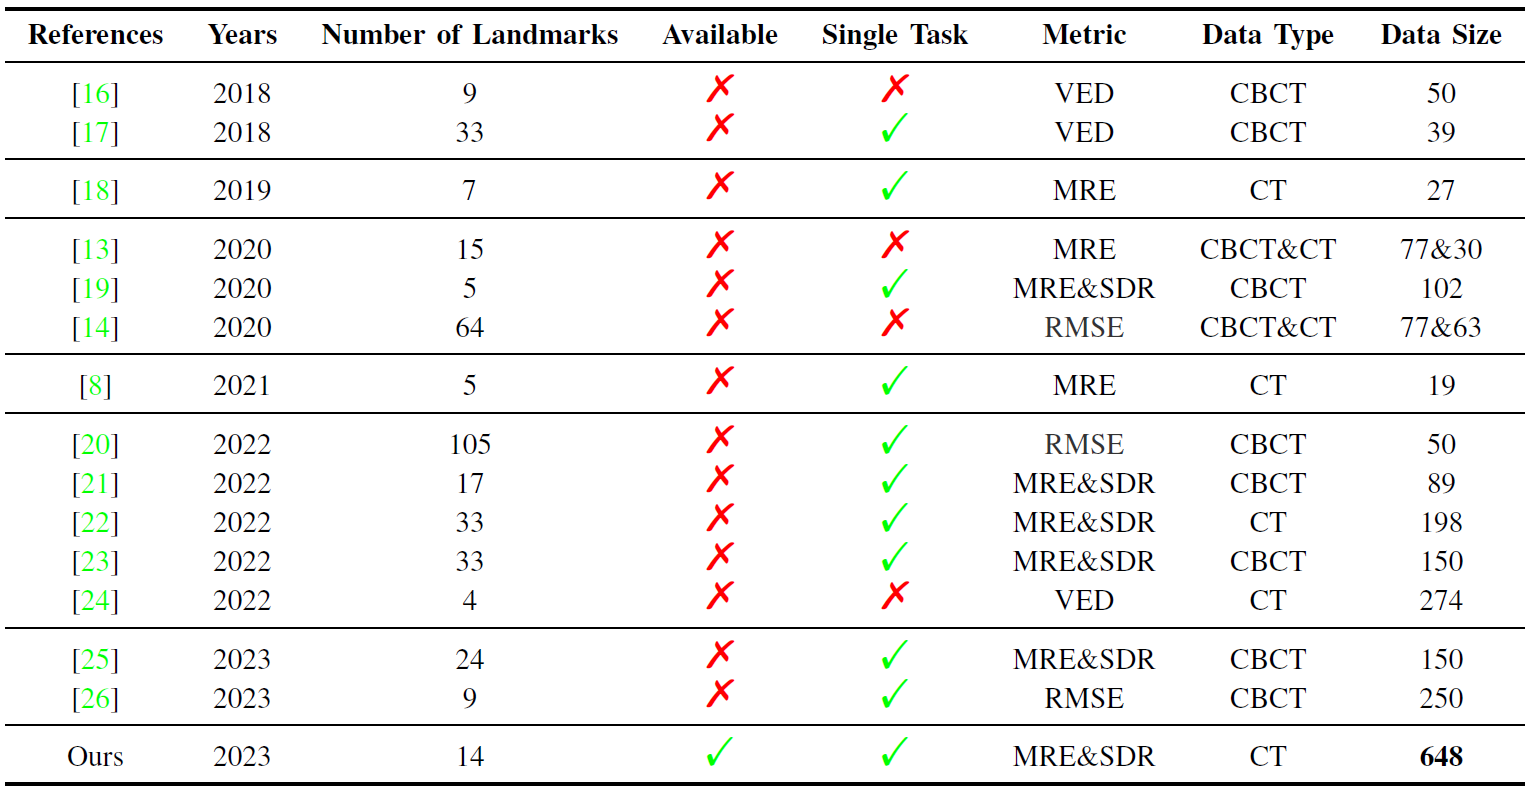 References Years Number of Landmarks Available Single Task Metric Data Type Data Size
[16] 2018 9 ✗ ✗ VED CBCT 50
[17] 2018 33 ✗ ✓ VED CBCT 39
[18] 2019 7 ✗ ✓ MRE CT 27
[13] 2020 15 ✗ ✗ MRE CBCT&CT 77&30
[19] 2020 5 ✗ ✓ MRE&SDR CBCT 102
[14] 2020 64 ✗ ✗ RMSE CBCT&CT 77&63
[8] 2021 5 ✗ ✓ MRE CT 19
[20] 2022 105 ✗ ✓ RMSE CBCT 50
[21] 2022 17 ✗ ✓ MRE&SDR CBCT 89
[22] 2022 33 ✗ ✓ MRE&SDR CT 198
[23] 2022 33 ✗ ✓ MRE&SDR CBCT 150
[24] 2022 4 ✗ ✗ VED CT 274
[25] 2023 24 ✗ ✓ MRE&SDR CBCT 150
[26] 2023 9 ✗ ✓ RMSE CBCT 250
Ours 2023 14 ✓ ✓ MRE&SDR CT 648